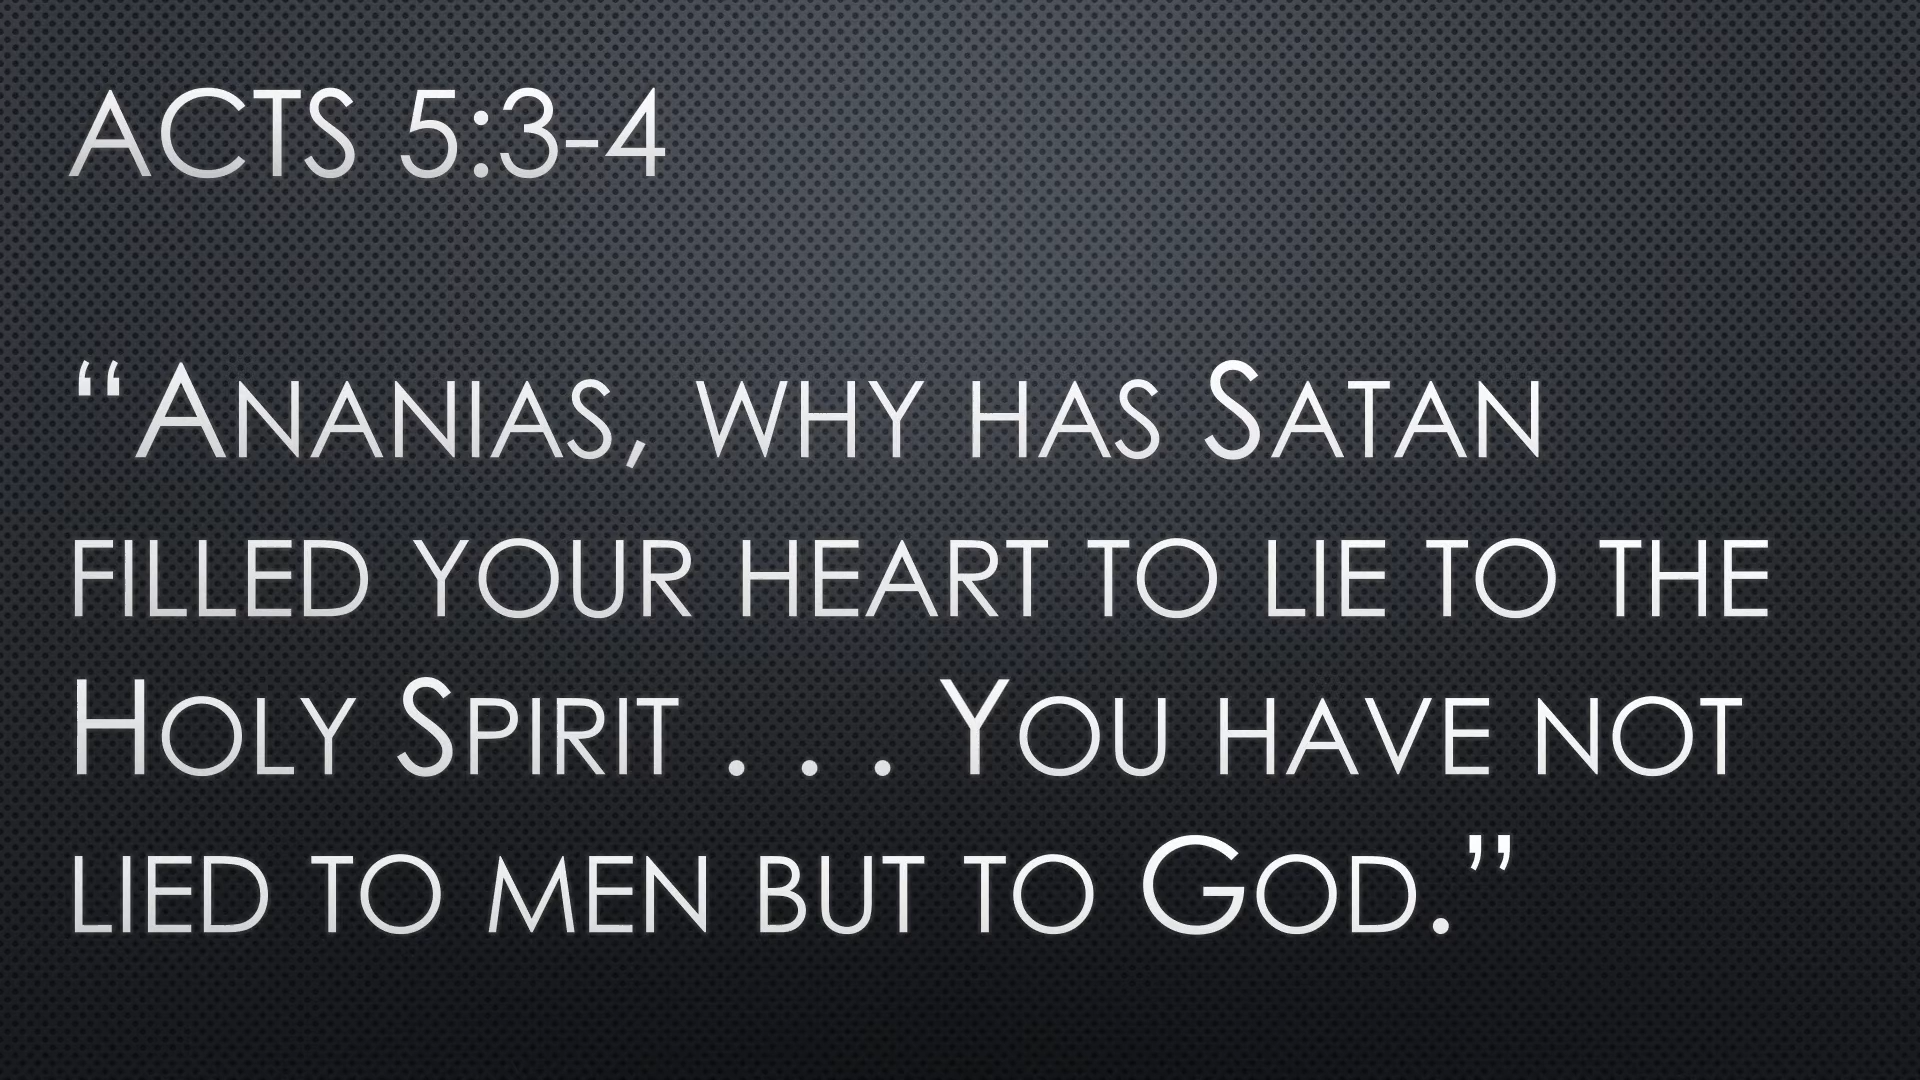 ACTS 5:3-4
“Ananias, why has Satan
filled your heart to lie to the
Holy Spirit . . . You have not
lied to men but to God.”